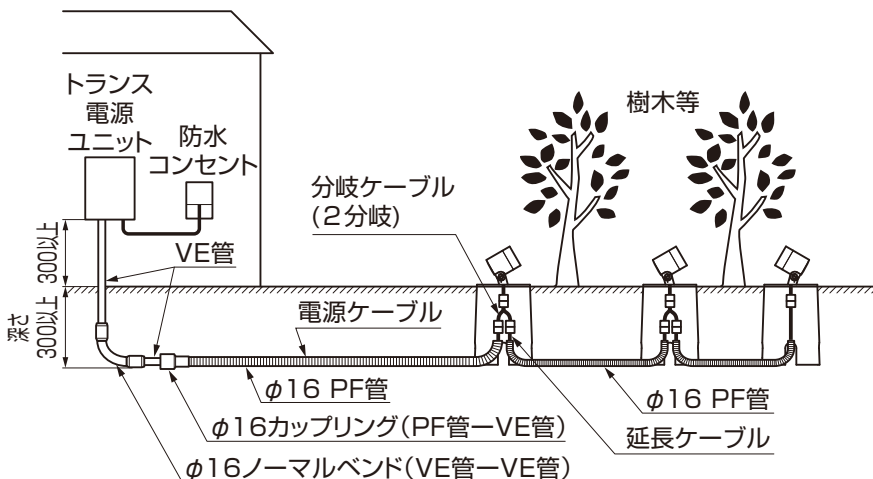 トランス
電源
ユニット
防水
コンセント
樹木等
分岐ケーブル
(2分岐)
300以上
VE管
深さ
300以上
電源ケーブル
φ16 PF管
φ16 PF管
φ16カップリング(PF管ーVE管)
延長ケーブル
φ16ノーマルベンド(VE管ーVE管)